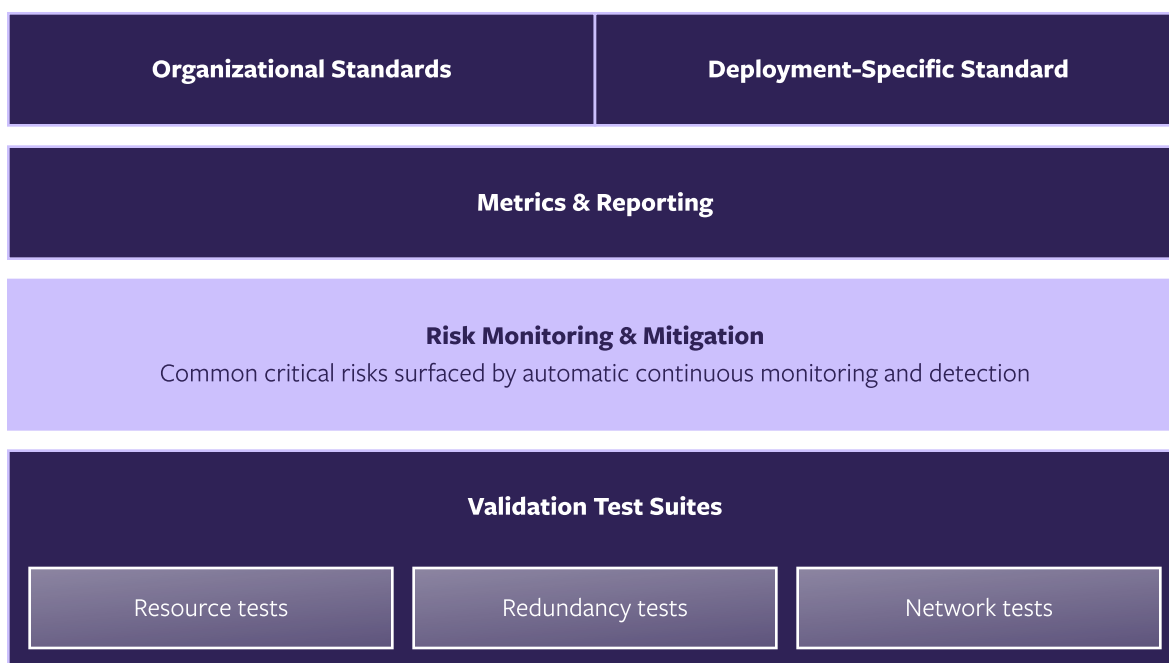 Organizational Standards
Deployment-Specific Standard
Metrics & Reporting
Risk Monitoring & Mitigation
Common critical risks surfaced by automatic continuous monitoring and detection
Validation Test Suites
Resource tests
Redundancy tests
Network tests